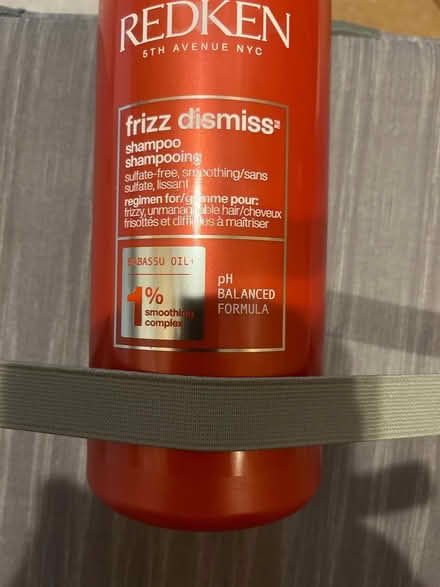 REDKEN
5TH AVENUE NYC
frizz dismiss™
shampoo
shampooing
sulfate-free, smoothing/sans
sulfate, lissant
regimen for/gamme pour:
frizzy, unmanageable hair/cheveux
frisottés et difficiles à maîtriser
BABASSU OIL+
1%
smoothing
complex
pH
BALANCED
FORMULA